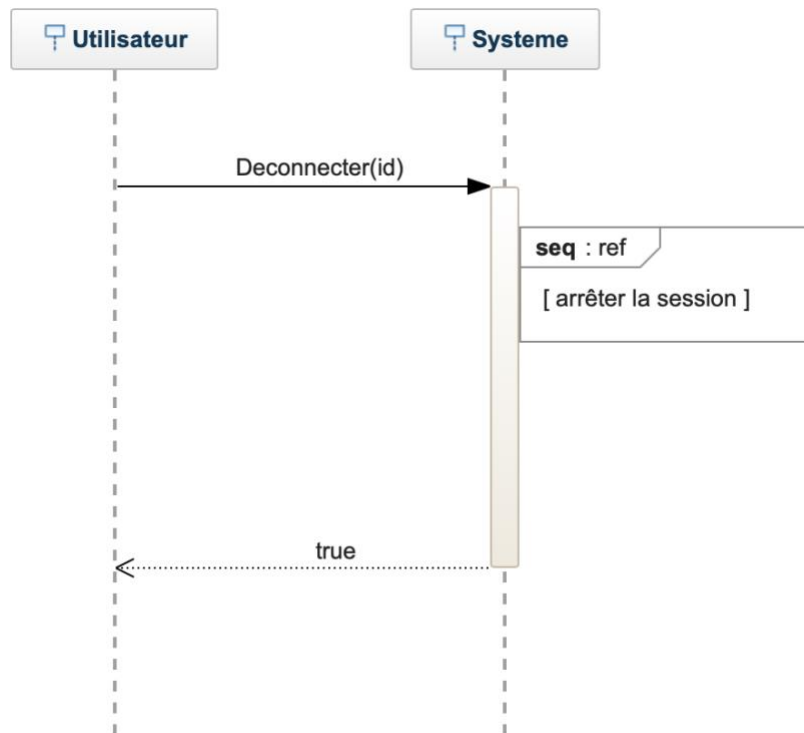 Utilisateur
Systeme
Deconnecter(id)
seq : ref
[ arrêter la session ]
true